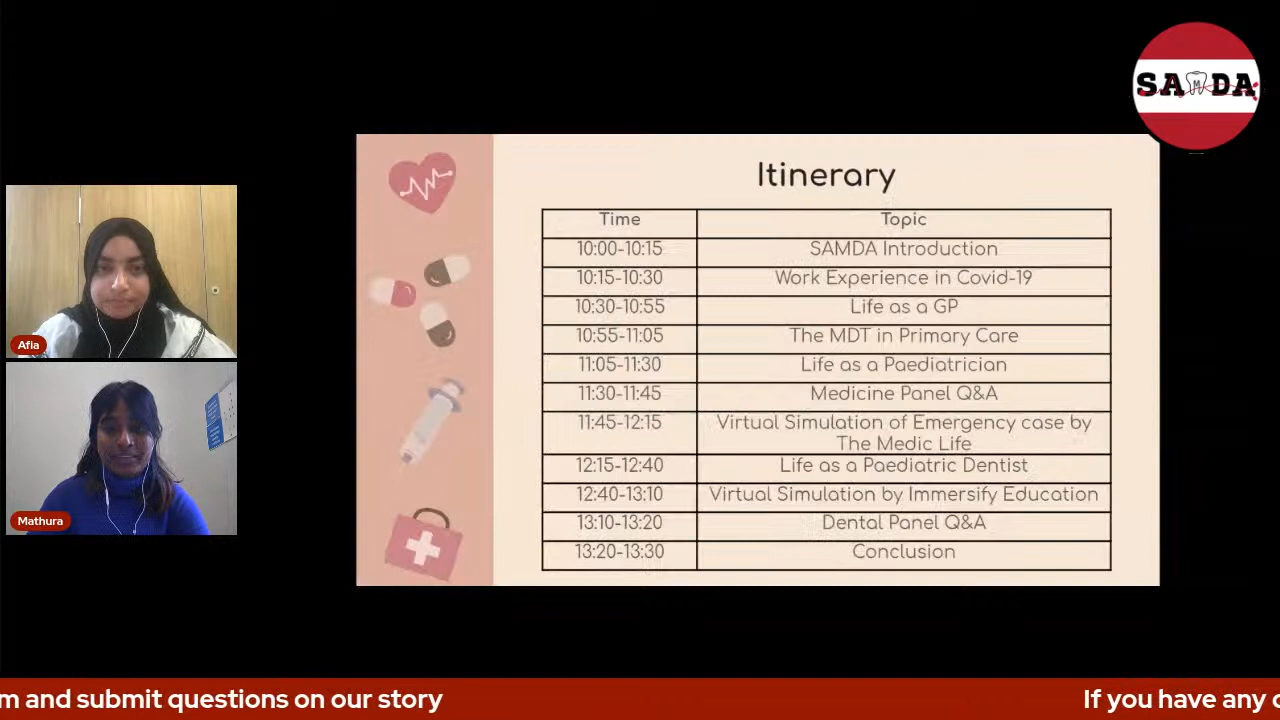 SAMDA
Itinerary
Time Topic
10:00-10:15 SAMDA Introduction
10:15-10:30 Work Experience in Covid-19
10:30-10:55 Life as a GP
10:55-11:05 The MDT in Primary Care
11:05-11:30 Life as a Paediatrician
11:30-11:45 Medicine Panel Q&A
11:45-12:15 Virtual Simulation of Emergency case by
The Medic Life
12:15-12:40 Life as a Paediatric Dentist
12:40-13:10 Virtual Simulation by Immersify Education
13:10-13:20 Dental Panel Q&A
13:20-13:30 Conclusion
Afia
Mathura
m and submit questions on our story
If you have any